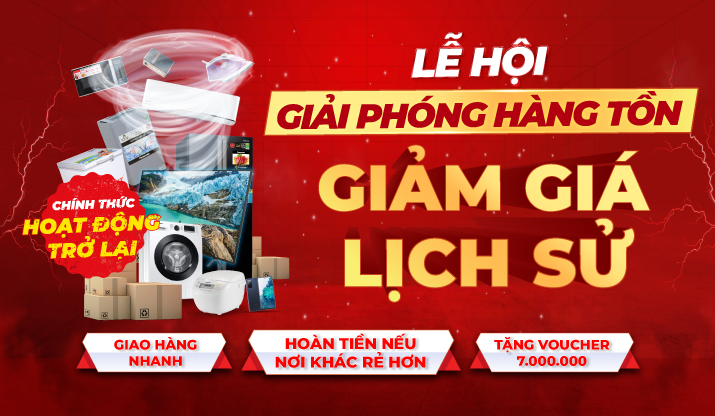 LỄ HỘI
GIẢI PHÓNG HÀNG TỒN
GIẢM GIÁ
LỊCH SỬ
CHÍNH THỨC
HOẠT ĐỘNG
TRỞ LẠI
GIAO HÀNG
NHANH
HOÀN TIỀN NẾU
NƠI KHÁC RẺ HƠN
TẶNG VOUCHER
7.000.000